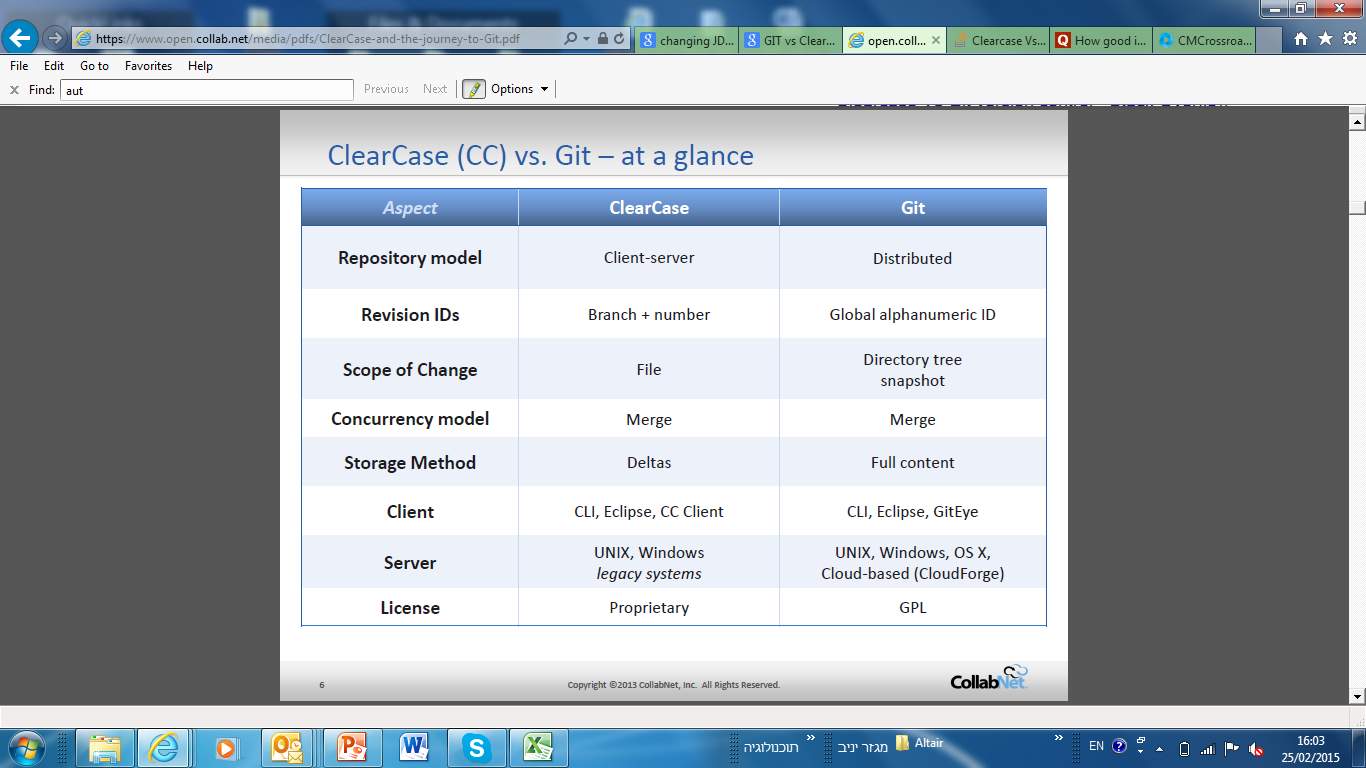 https://www.open.collab.net/media/pdfs/ClearCase-and-the-journey-to-Git.pdf
changing JD...
GIT vs Clear...
open.coll...
Clearcase Vs...
How good i...
CMCrossroa...
File Edit Go to Favorites Help
Find: aut Previous Next Options
ClearCase (CC) vs. Git – at a glance
Aspect ClearCase Git
Repository model Client-server Distributed
Revision IDs Branch + number Global alphanumeric ID
Scope of Change File Directory tree
snapshot
Concurrency model Merge Merge
Storage Method Deltas Full content
Client CLI, Eclipse, CC Client CLI, Eclipse, GitEye
Server UNIX, Windows
legacy systems
UNIX, Windows, OS X,
Cloud-based (CloudForge)
License Proprietary GPL
6 Copyright ©2013 CollabNet, Inc. All Rights Reserved. CollabNet
תוכנולוגיה » מגזר יניב Altair » EN 16:03
25/02/2015